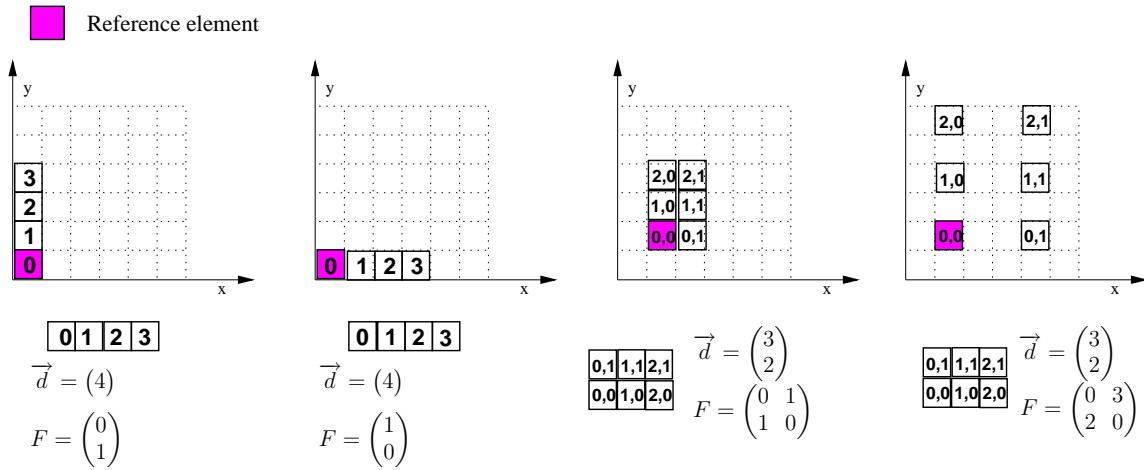 Reference element
y
3
2
1
0
x
0 1 2 3
d = (4)
F = (0 1)
y
0 1 2 3
x
0 1 2 3
d = (4)
F = (1 0)
y
2,0 2,1
1,0 1,1
0,0 0,1
x
0,1 1,1 2,1
0,0 1,0 2,0
d = (3 2)
F = (0 1
1 0)
y
2,0 2,1
1,0 1,1
0,0 0,1
x
0,1 1,1 2,1
0,0 1,0 2,0
d = (3 2)
F = (0 3
2 0)